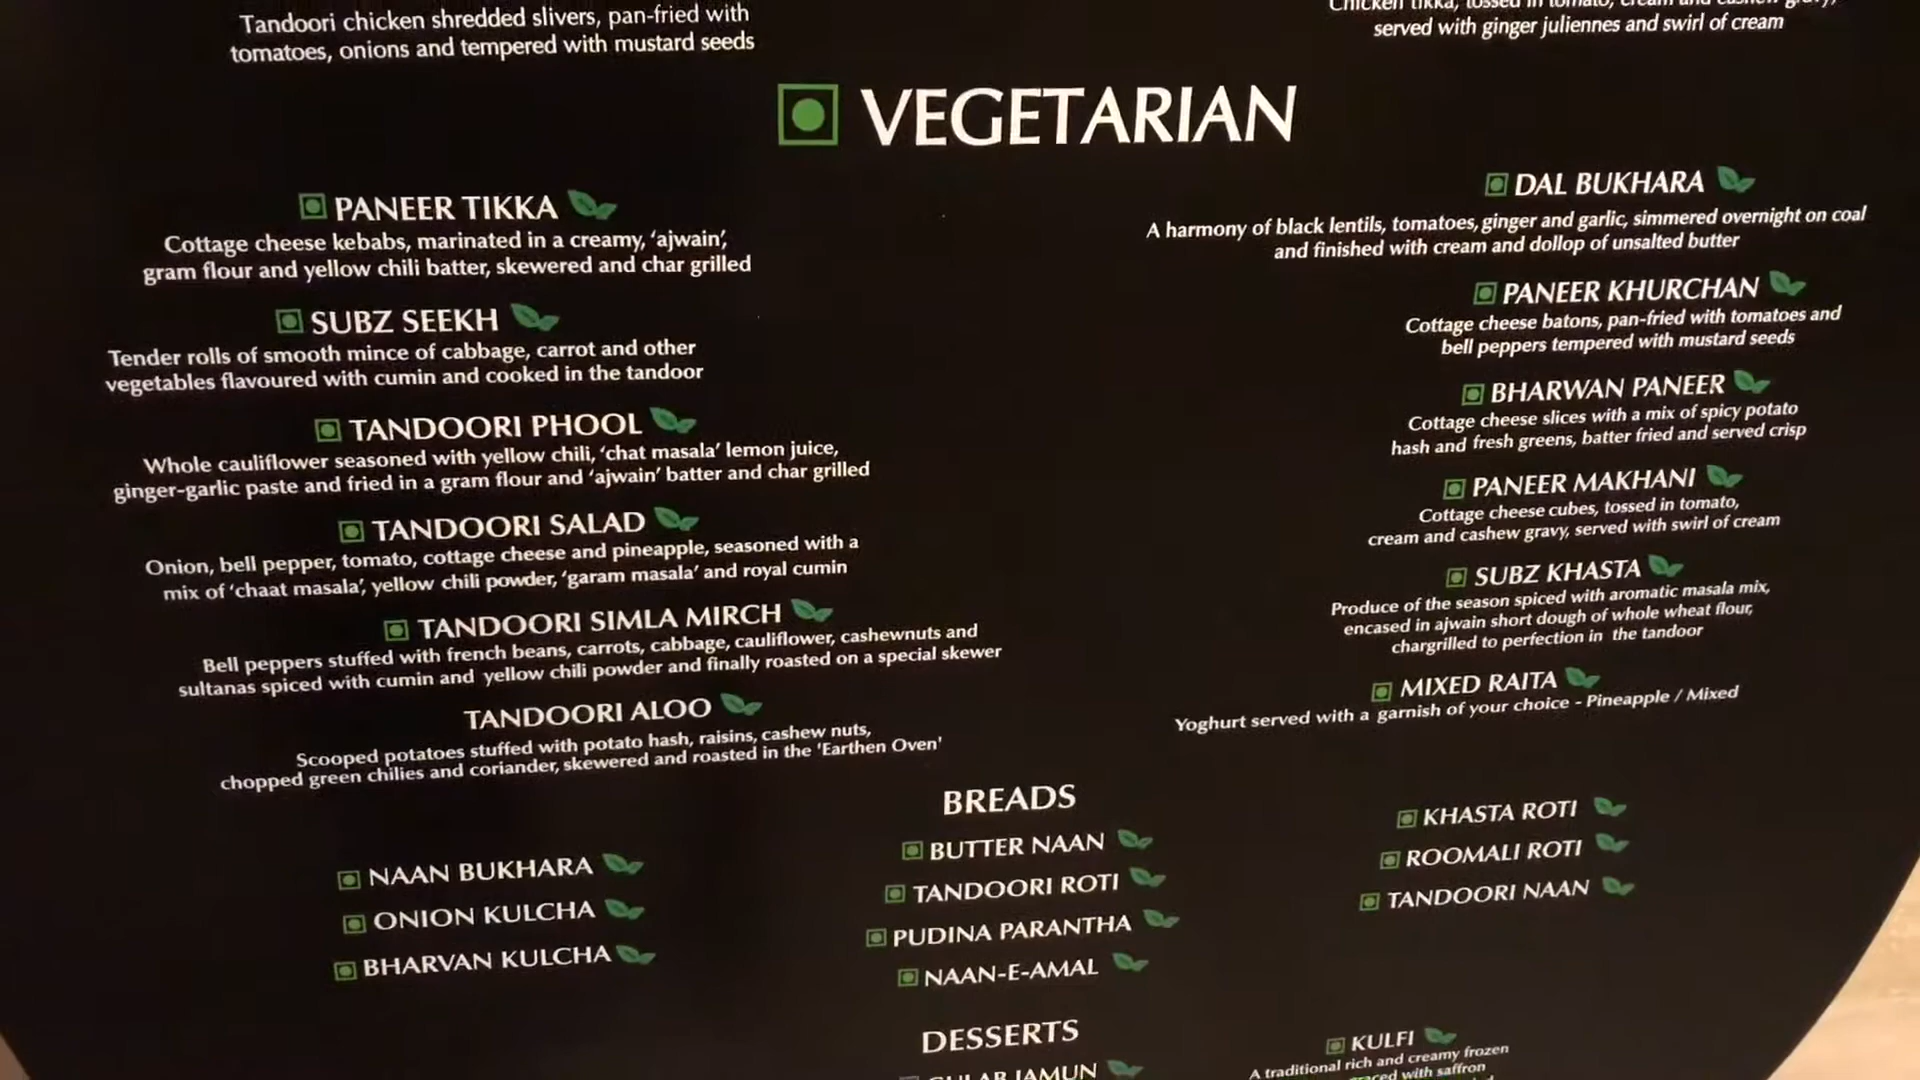 Tandoori chicken shredded slivers, pan-fried with
tomatoes, onions and tempered with mustard seeds
Chicken tikka, tossed in tomato, cream and cashew gravy,
served with ginger juliennes and swirl of cream
VEGETARIAN
PANEER TIKKA
Cottage cheese kebabs, marinated in a creamy, ‘ajwain’,
gram flour and yellow chili batter, skewered and char grilled
SUBZ SEEKH
Tender rolls of smooth mince of cabbage, carrot and other
vegetables flavoured with cumin and cooked in the tandoor
TANDOORI PHOOL
Whole cauliflower seasoned with yellow chili, ‘chat masala’ lemon juice,
ginger-garlic paste and fried in a gram flour and ‘ajwain’ batter and char grilled
TANDOORI SALAD
Onion, bell pepper, tomato, cottage cheese and pineapple, seasoned with a
mix of ‘chaat masala’, yellow chili powder, ‘garam masala’ and royal cumin
TANDOORI SIMLA MIRCH
Bell peppers stuffed with french beans, carrots, cabbage, cauliflower, cashewnuts and
sultanas spiced with cumin and yellow chili powder and finally roasted on a special skewer
TANDOORI ALOO
Scooped potatoes stuffed with potato hash, raisins, cashew nuts,
chopped green chilies and coriander, skewered and roasted in the 'Earthen Oven'
DAL BUKHARA
A harmony of black lentils, tomatoes, ginger and garlic, simmered overnight on coal
and finished with cream and dollop of unsalted butter
PANEER KHURCHAN
Cottage cheese batons, pan-fried with tomatoes and
bell peppers tempered with mustard seeds
BHARWAN PANEER
Cottage cheese slices with a mix of spicy potato
hash and fresh greens, batter fried and served crisp
PANEER MAKHANI
Cottage cheese cubes, tossed in tomato,
cream and cashew gravy, served with swirl of cream
SUBZ KHASTA
Produce of the season spiced with aromatic masala mix,
encased in ajwain short dough of whole wheat flour,
chargrilled to perfection in the tandoor
MIXED RAITA
Yoghurt served with a garnish of your choice - Pineapple / Mixed
BREADS
NAAN BUKHARA
ONION KULCHA
BHARVAN KULCHA
BUTTER NAAN
TANDOORI ROTI
PUDINA PARANTHA
NAAN-E-AMAL
KHASTA ROTI
ROOMALI ROTI
TANDOORI NAAN
DESSERTS
GULAB JAMUN
KULFI
A traditional rich and creamy frozen
with saffron